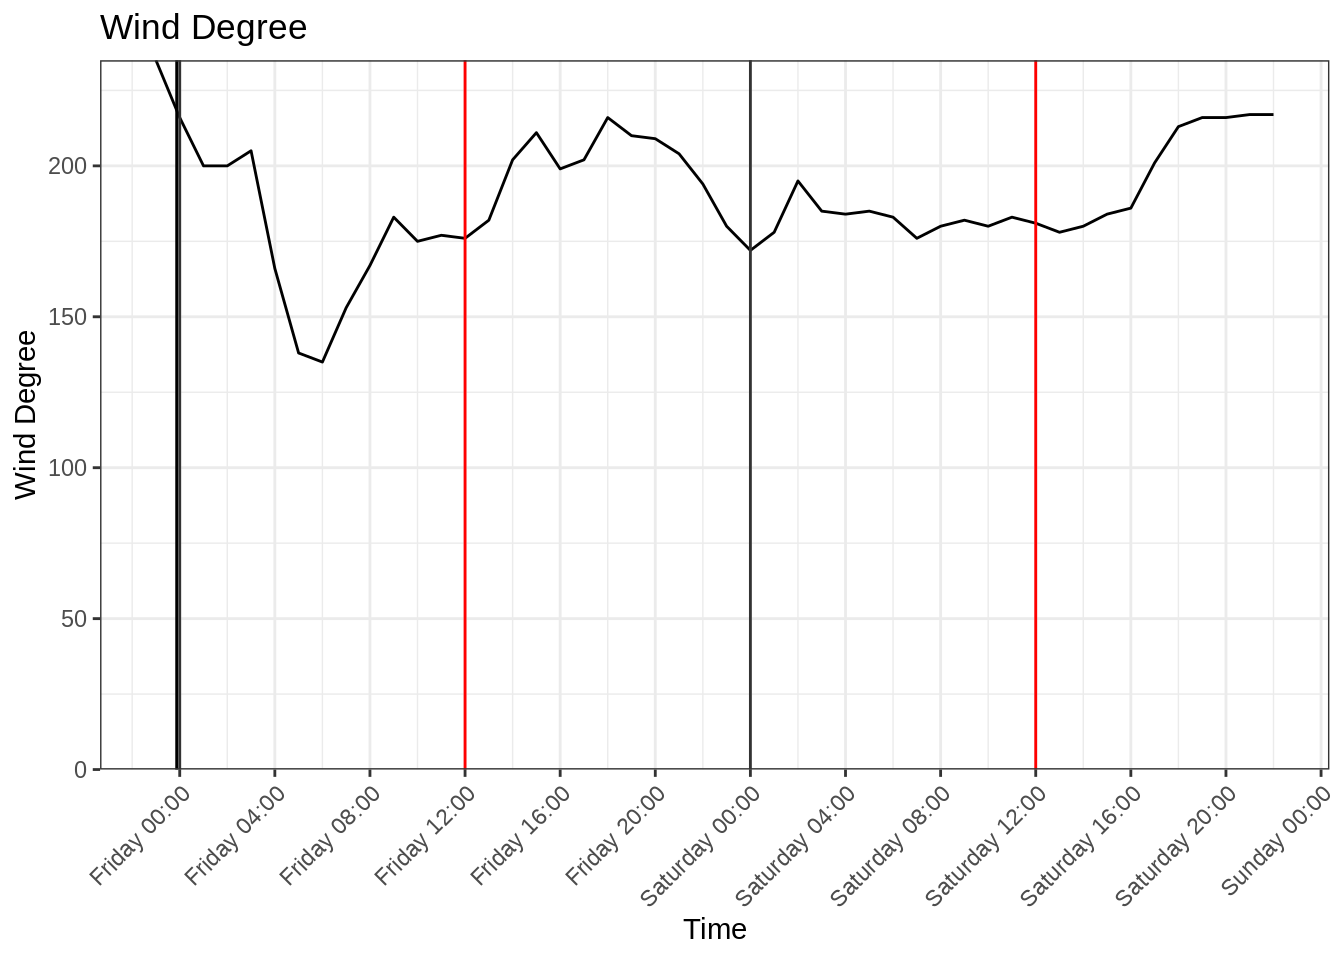 Wind Degree
Wind Degree
200
150
100
50
0
Friday 00:00
Friday 04:00
Friday 08:00
Friday 12:00
Friday 16:00
Friday 20:00
Saturday 00:00
Saturday 04:00
Saturday 08:00
Saturday 12:00
Saturday 16:00
Saturday 20:00
Sunday 00:00
Time